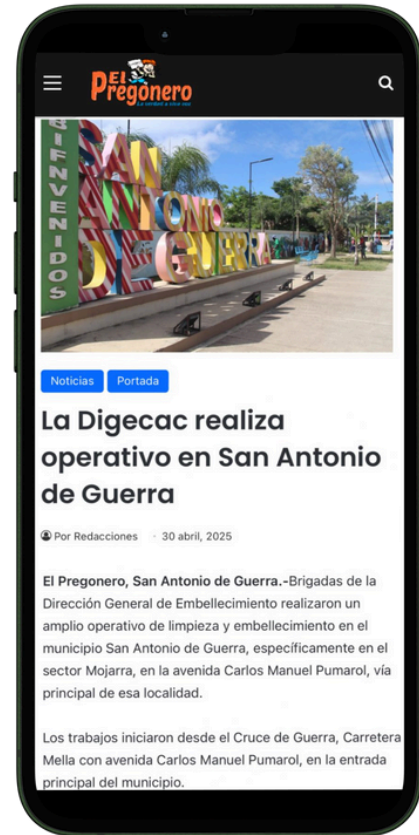 El
Pregonero
La verdad a viva voz
BIENVENIDOS
SAN
ANTONIO
DE GUERRA
Noticias
Portada
La Digecac realiza
operativo en San Antonio
de Guerra
Por Redacciones · 30 abril, 2025
El Pregonero, San Antonio de Guerra.-Brigadas de la
Dirección General de Embellecimiento realizaron un
amplio operativo de limpieza y embellecimiento en el
municipio San Antonio de Guerra, específicamente en el
sector Mojarra, en la avenida Carlos Manuel Pumarol, vía
principal de esa localidad.
Los trabajos iniciaron desde el Cruce de Guerra, Carretera
Mella con avenida Carlos Manuel Pumarol, en la entrada
principal del municipio.